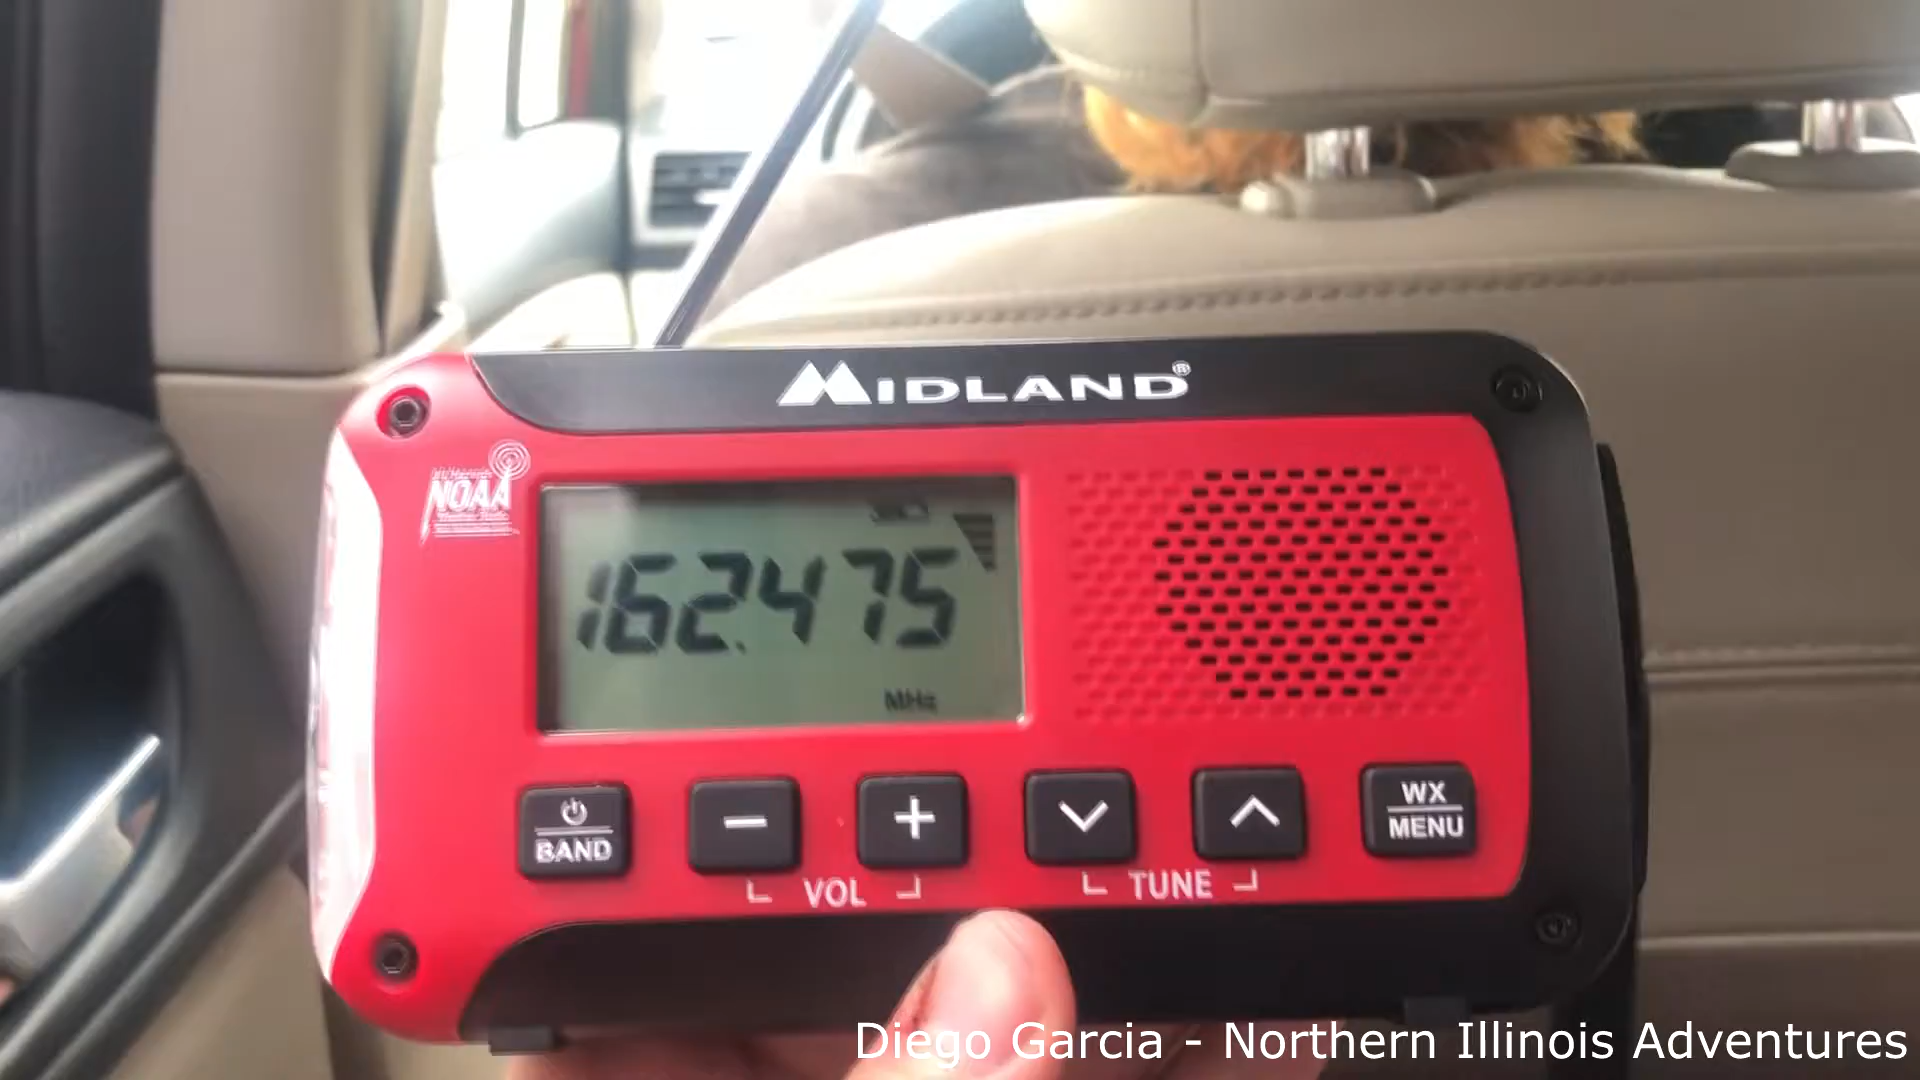 MIDLAND®
NOAA
162.475
MHz
BAND
VOL
TUNE
WX
MENU
Diego Garcia - Northern Illinois Adventures